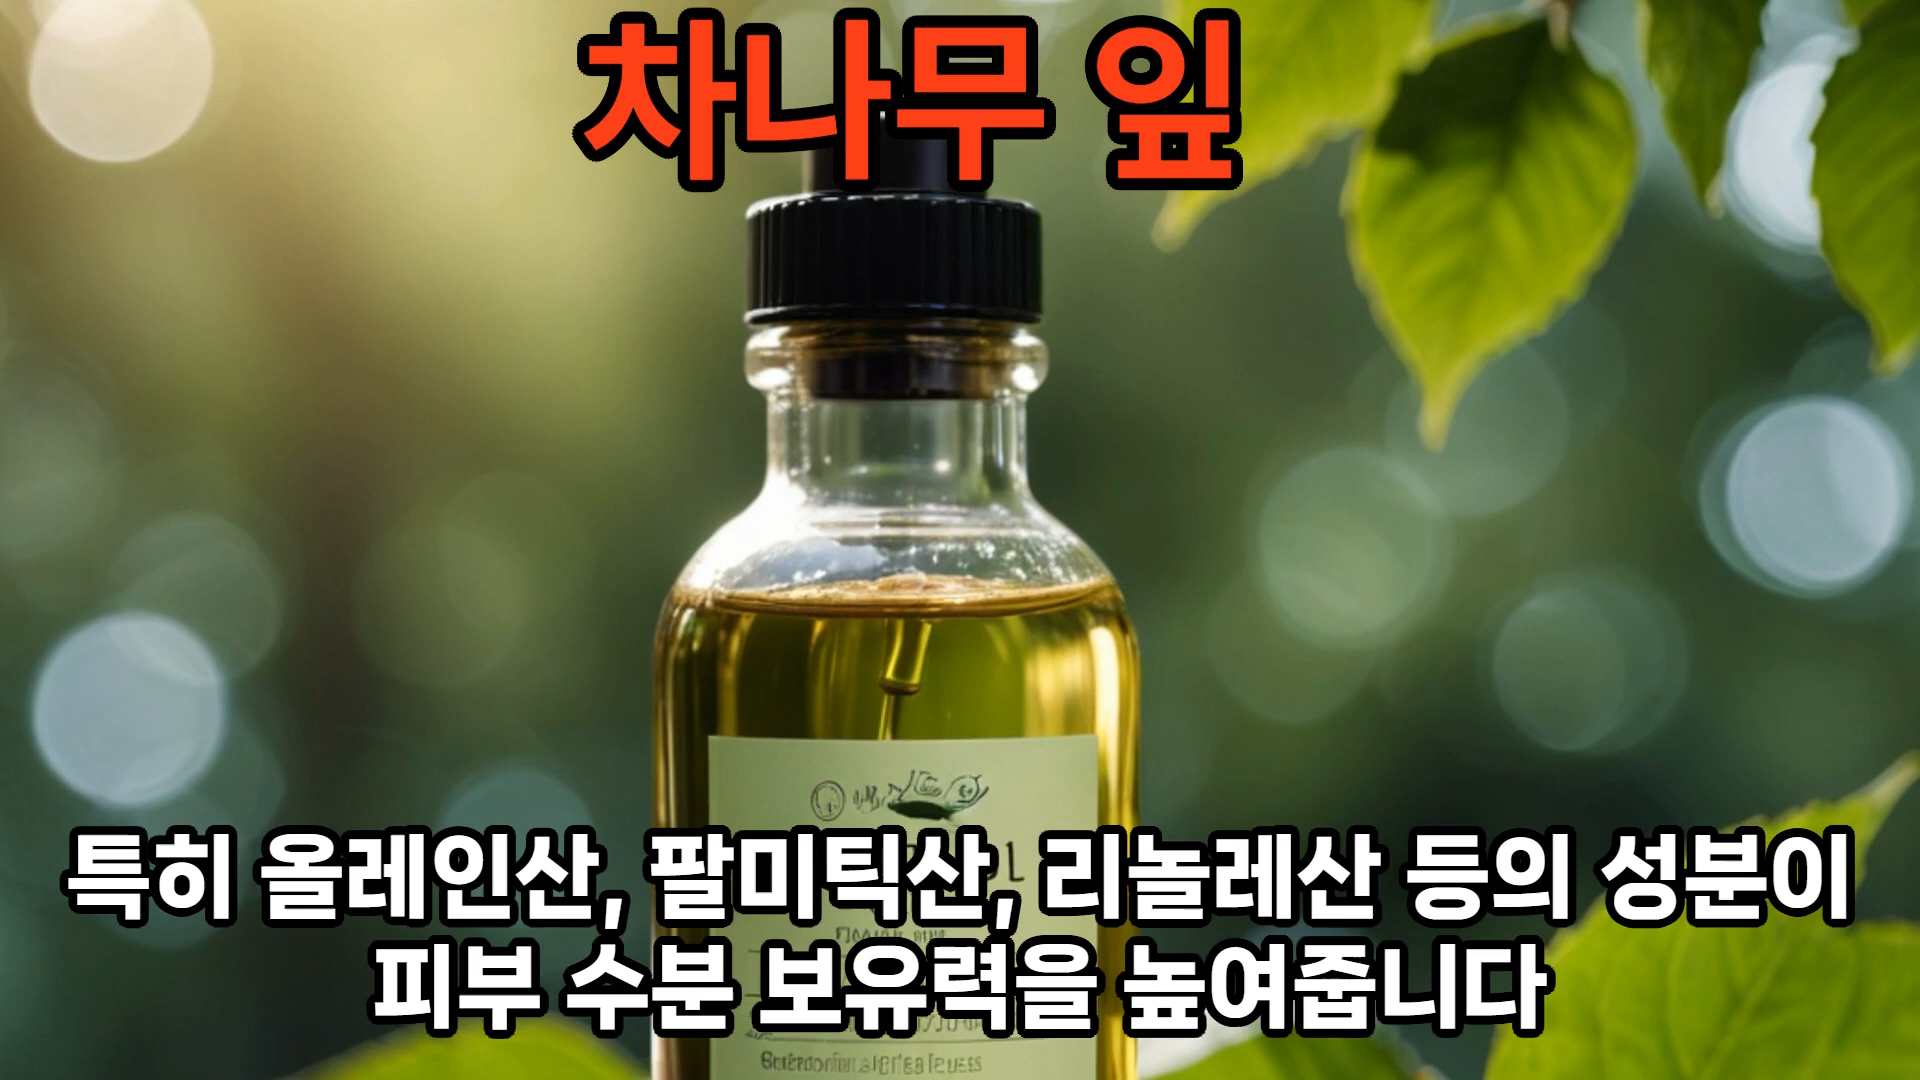 차나무 잎
특히 올레인산, 팔미틱산, 리놀레산 등의 성분이
피부 수분 보유력을 높여줍니다